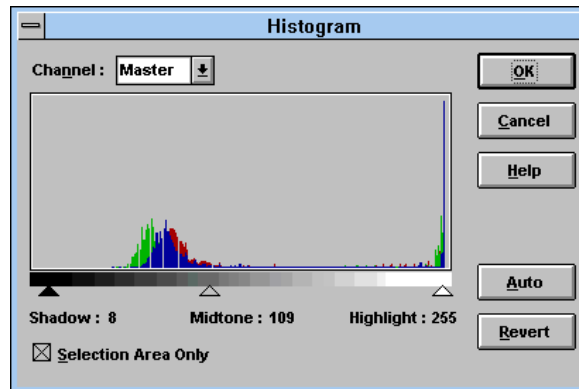 Histogram
Channel : Master
OK
Cancel
Help
Auto
Shadow : 8 Midtone : 109 Highlight : 255
Revert
Selection Area Only